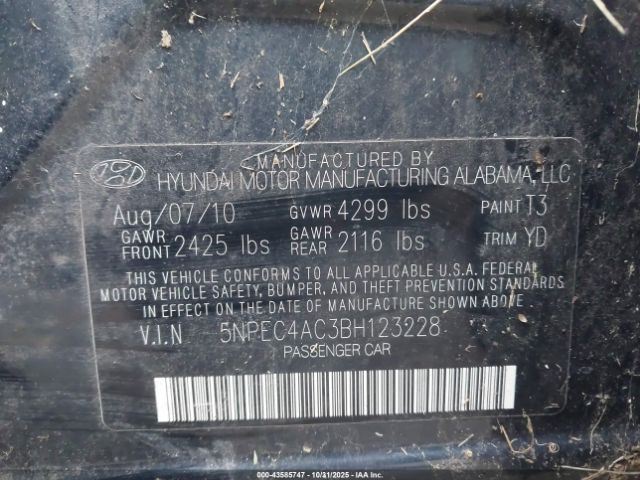 MANUFACTURED BY
HYUNDAI MOTOR MANUFACTURING ALABAMA, LLC
Aug/07/10 GVWR 4299 lbs PAINT T3
GAWR FRONT 2425 lbs GAWR REAR 2116 lbs TRIM YD
THIS VEHICLE CONFORMS TO ALL APPLICABLE U.S.A. FEDERAL
MOTOR VEHICLE SAFETY, BUMPER, AND THEFT PREVENTION STANDARDS
IN EFFECT ON THE DATE OF MANUFACTURE SHOWN ABOVE.
V.I.N 5NPEC4AC3BH123228
PASSENGER CAR
000-43585747 - 10/31/2025 - IAA HOLDINGS, LLC.